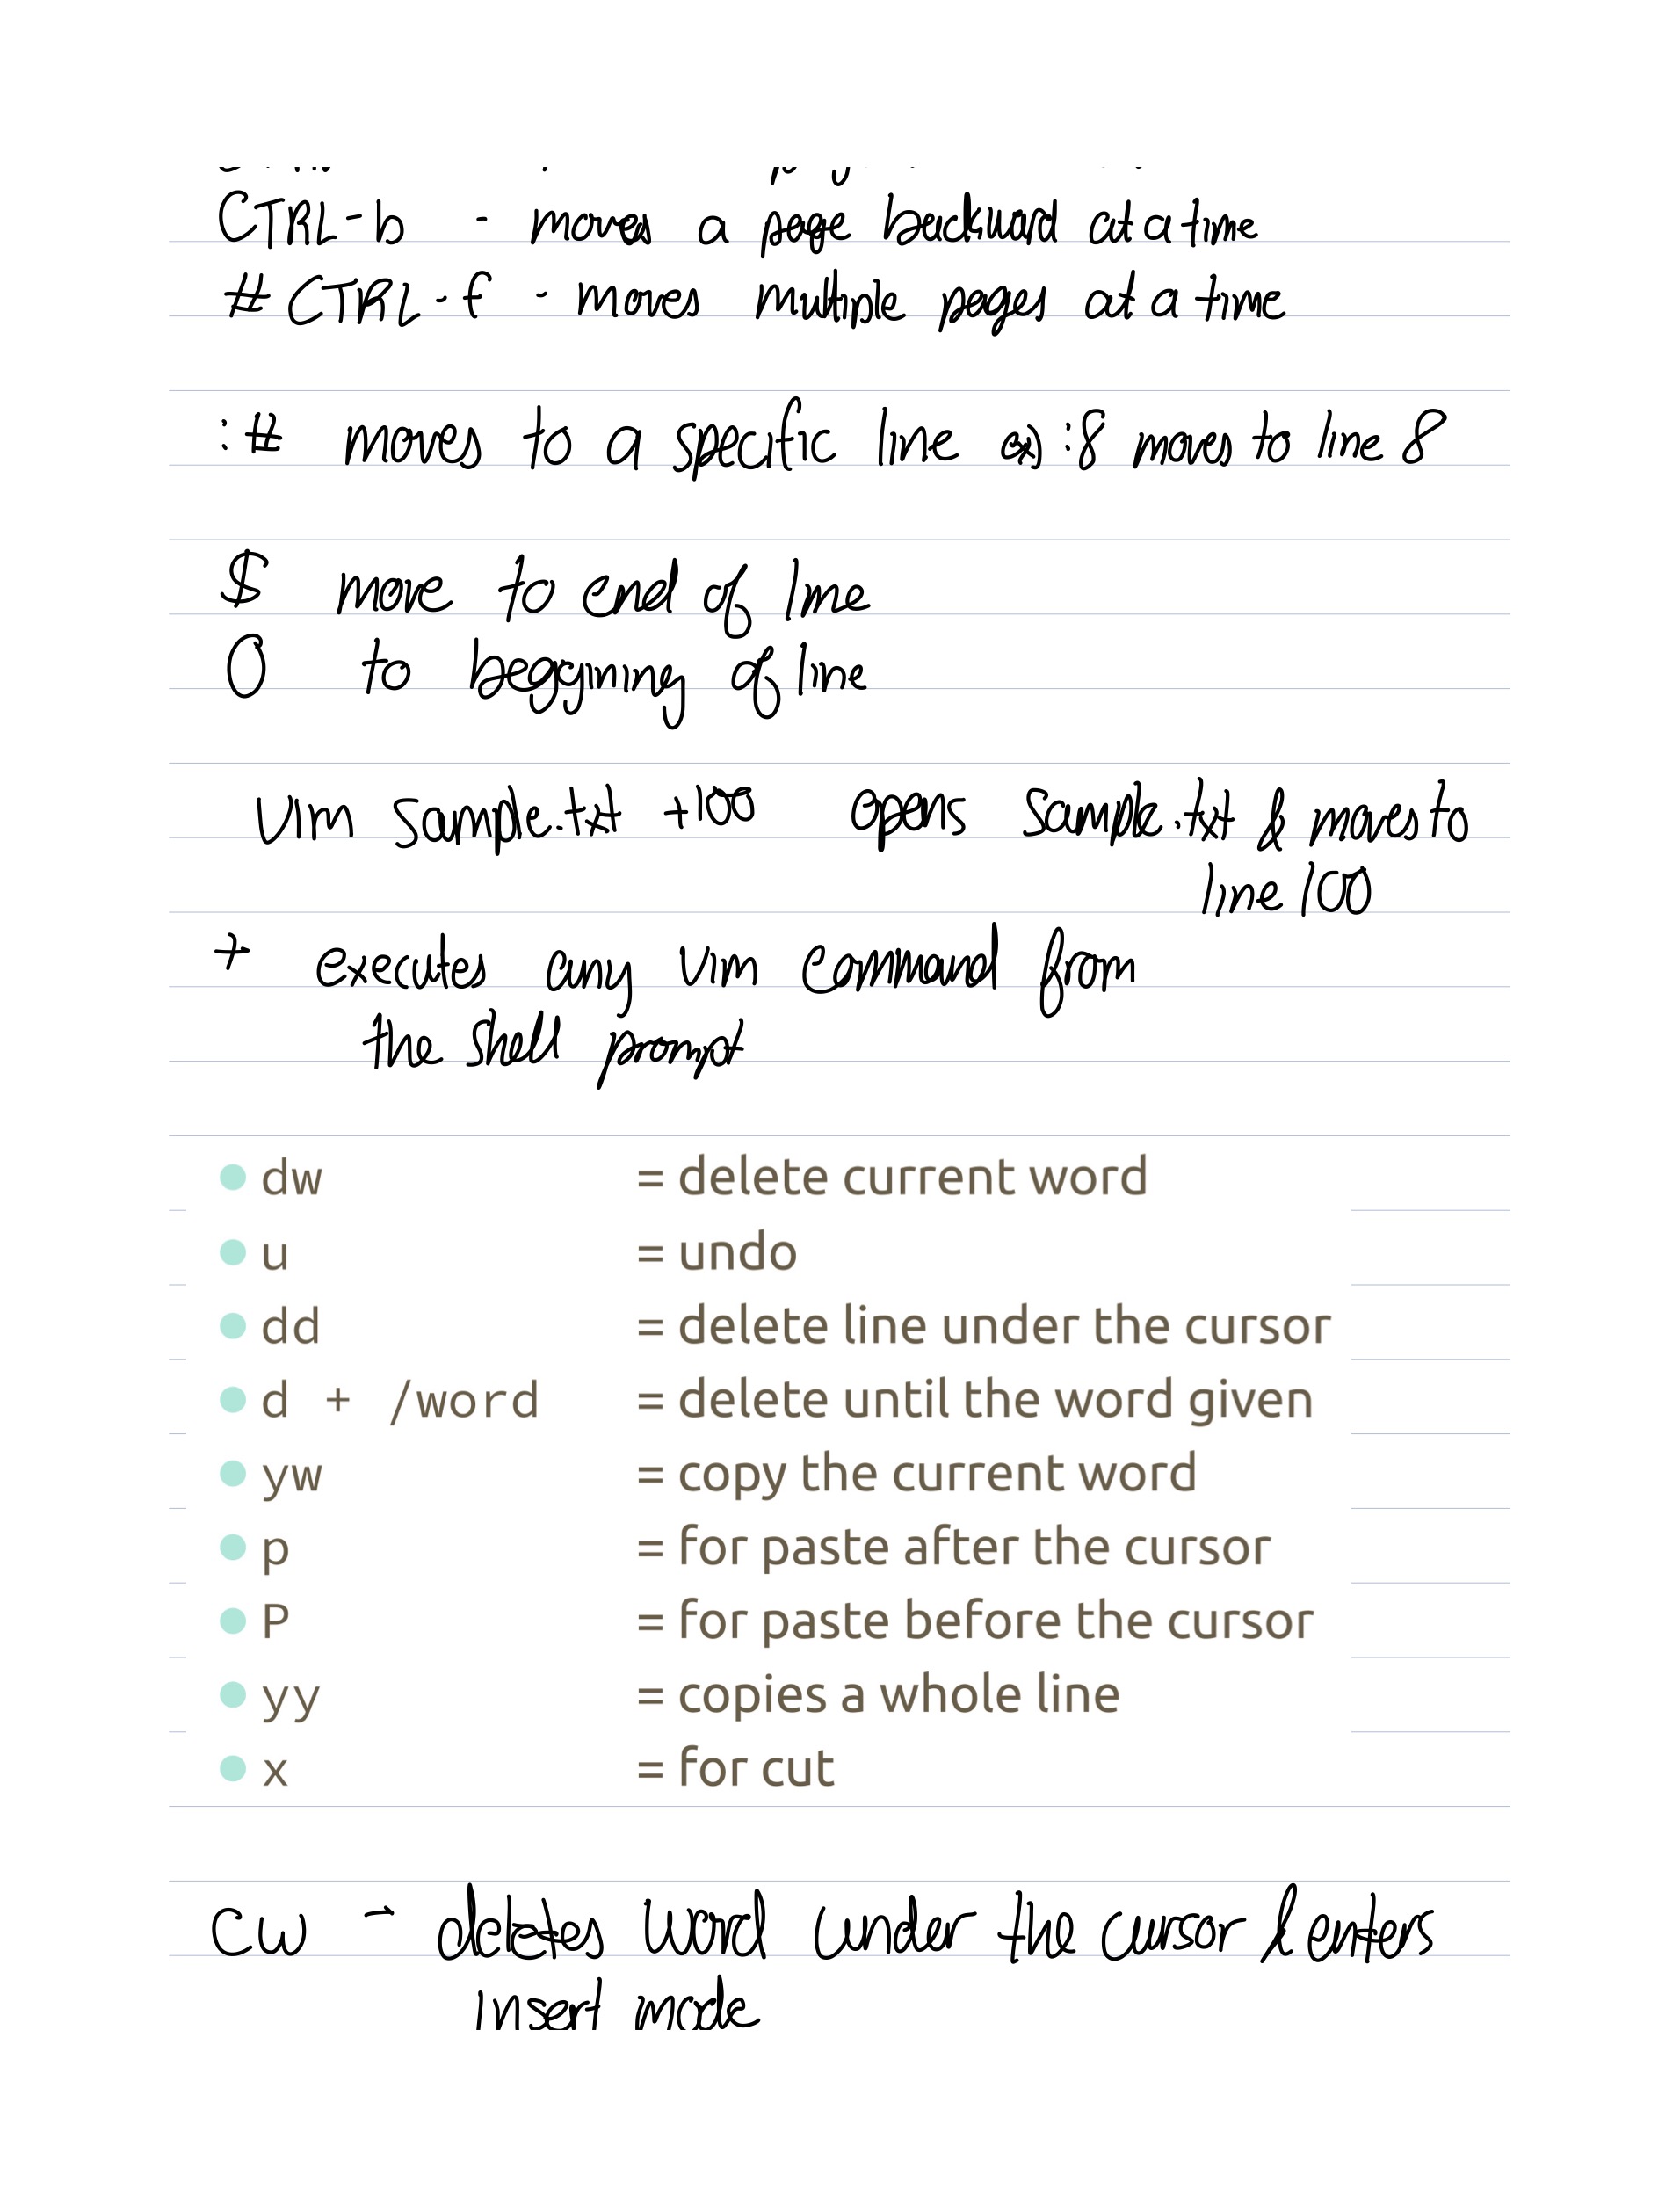 CTRL-b - moves a page backward at a time
#CTRL-f - moves multiple pages at a time
:# moves to a specific line ex) :8 moves to line 8
$ move to end of line
0 to beggining of line
vim sample.txt +100 opens sample.txt & moves to
line 100
+ executes any vim command from
the shell prompt
dw = delete current word
u = undo
dd = delete line under the cursor
d + /word = delete until the word given
yw = copy the current word
p = for paste after the cursor
P = for paste before the cursor
yy = copies a whole line
x = for cut
cw - deletes word under the cursor & enters
insert mode